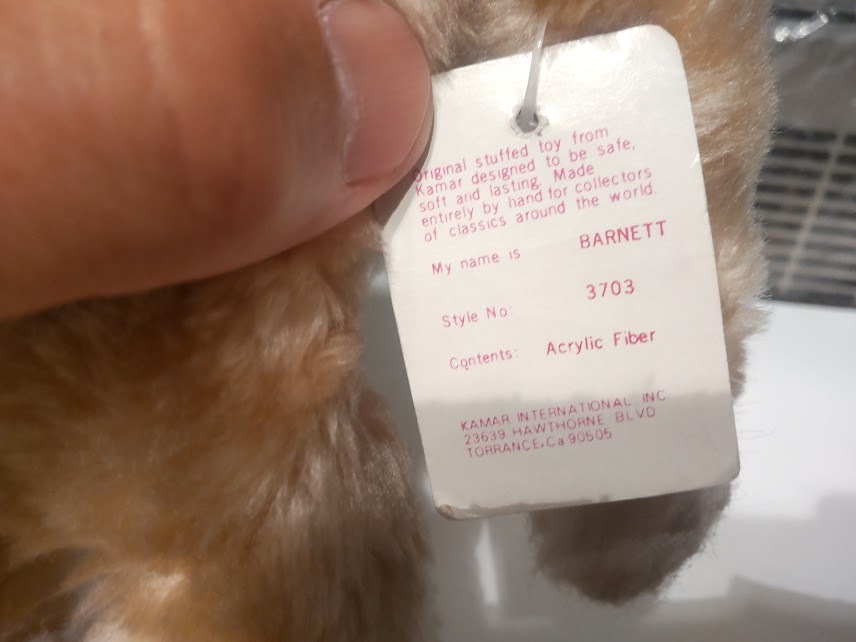 Original stuffed toy from
Kamar designed to be safe,
soft and lasting. Made
entirely by hand for collectors
of classics around the world.
My name is BARNETT
Style No: 3703
Contents: Acrylic Fiber
KAMAR INTERNATIONAL INC
23639 HAWTHORNE BLVD
TORRANCE, Ca 90505